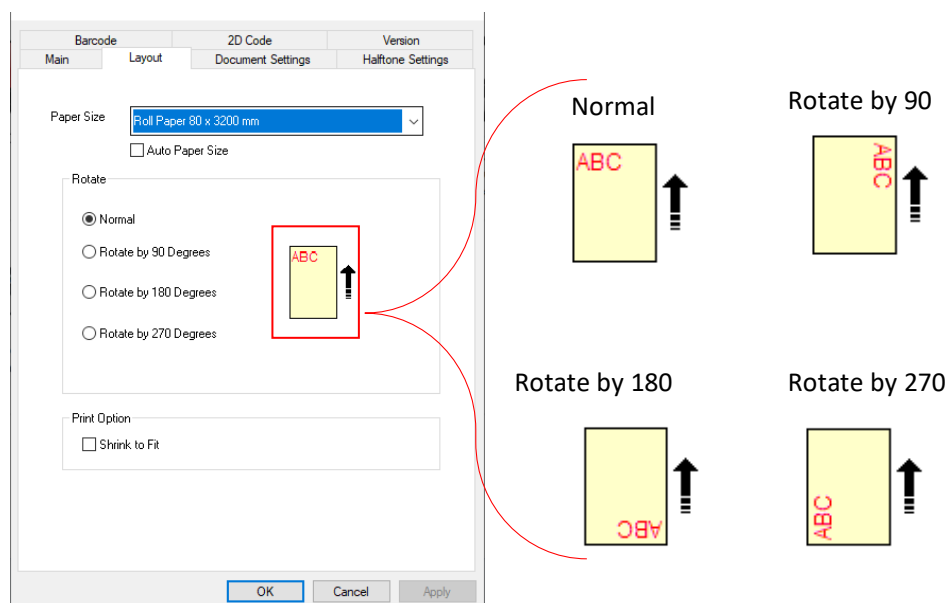 Barcode 2D Code Version
Main Layout Document Settings Halftone Settings
Paper Size Roll Paper 80 x 3200 mm
Auto Paper Size
Rotate
Normal
Rotate by 90 Degrees
Rotate by 180 Degrees
Rotate by 270 Degrees
ABC
Print Option
Shrink to Fit
OK Cancel Apply
Normal
ABC
Rotate by 90
ABC
Rotate by 180
ABC
Rotate by 270
ABC